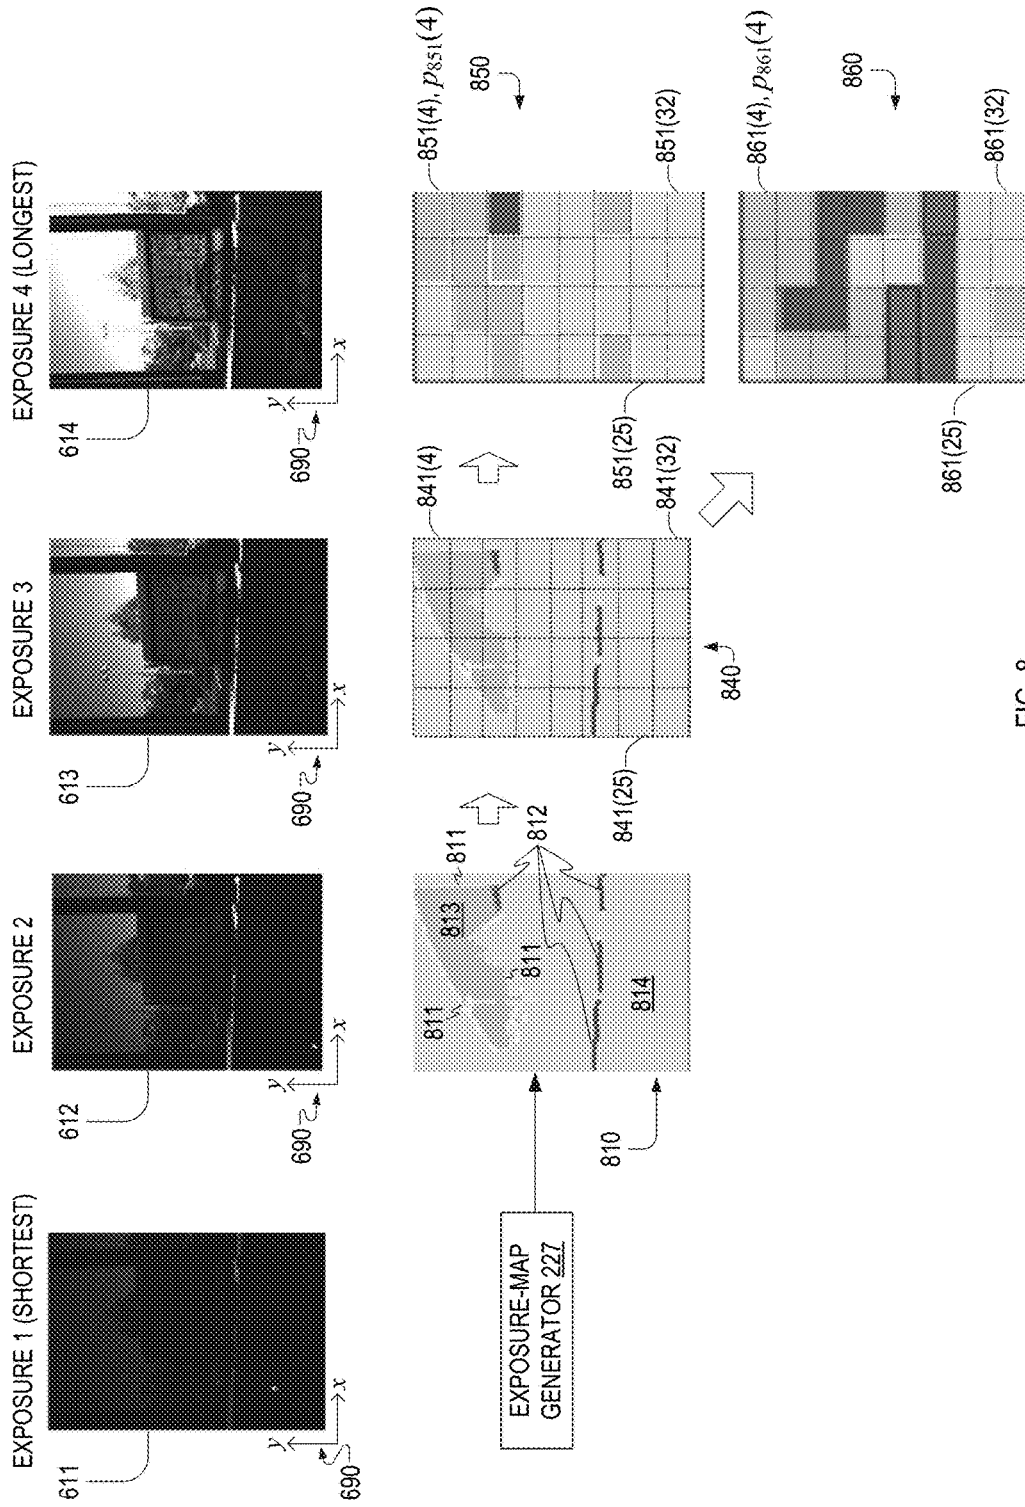 EXPOSURE 1 (SHORTEST)
EXPOSURE 2
EXPOSURE 3
EXPOSURE 4 (LONGEST)
611
612
613
614
y
x
690
y
x
690
y
x
690
y
x
690
EXPOSURE-MAP
GENERATOR 227
810
811
811
811
812
813
814
840
841(4)
841(25)
841(32)
850
851(4), p851(4)
851(25)
851(32)
860
861(4), p861(4)
861(25)
861(32)
FIG. 8